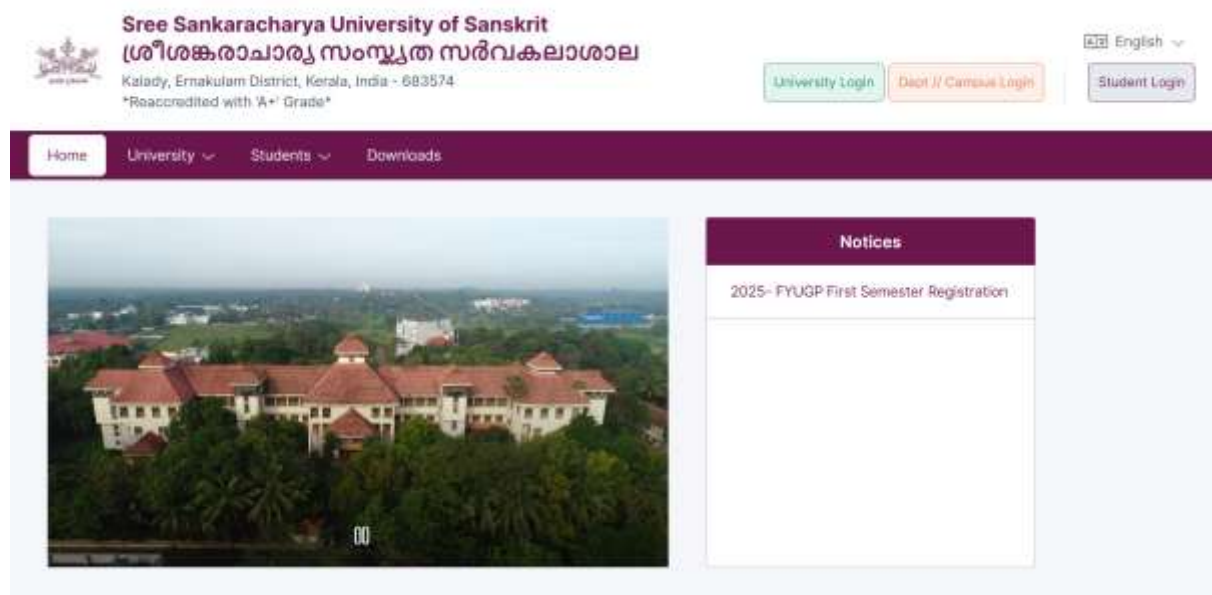 Sree Sankaracharya University of Sanskrit
ശ്രീശങ്കരാചാര്യ സംസ്കൃത സർവകലാശാല
Kalady, Ernakulam District, Kerala, India - 683574
*Reaccredited with 'A+' Grade*
English
University Login
Dept // Campus Login
Student Login
Home
University
Students
Downloads
Notices
2025- FYUGP First Semester Registration